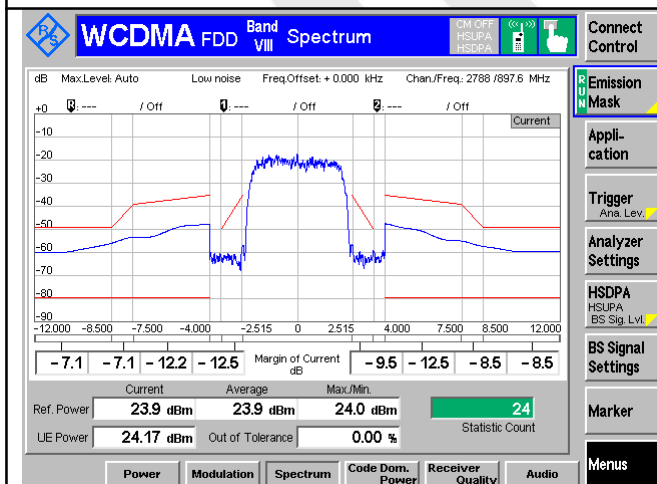 R/S WCDMA FDD Band VIII Spectrum CM OFF HSUPA HSDPA
Connect Control
dB Max.Level: Auto Low noise Freq.Offset: + 0.000 kHz Chan./Freq.: 2788 /897.6 MHz
R: --- / Off 1: --- / Off 2: --- / Off
Current
+0
-10
-20
-30
-40
-50
-60
-70
-80
-90
-12.000 -8.500 -7.500 -4.000 -2.515 0 2.515 4.000 7.500 8.500 12.000
-7.1 -7.1 -12.2 -12.5 Margin of Current dB -9.5 -12.5 -8.5 -8.5
Current Average Max./Min.
Ref. Power 23.9 dBm 23.9 dBm 24.0 dBm 24
Statistic Count
UE Power 24.17 dBm Out of Tolerance 0.00 %
Power Modulation Spectrum Code Dom. Power Receiver Quality Audio
RUN
Emission Mask
Appli-
cation
Trigger
Ana. Lev.
Analyzer
Settings
HSDPA
HSUPA
BS Sig. Lvl.
BS Signal
Settings
Marker
Menus